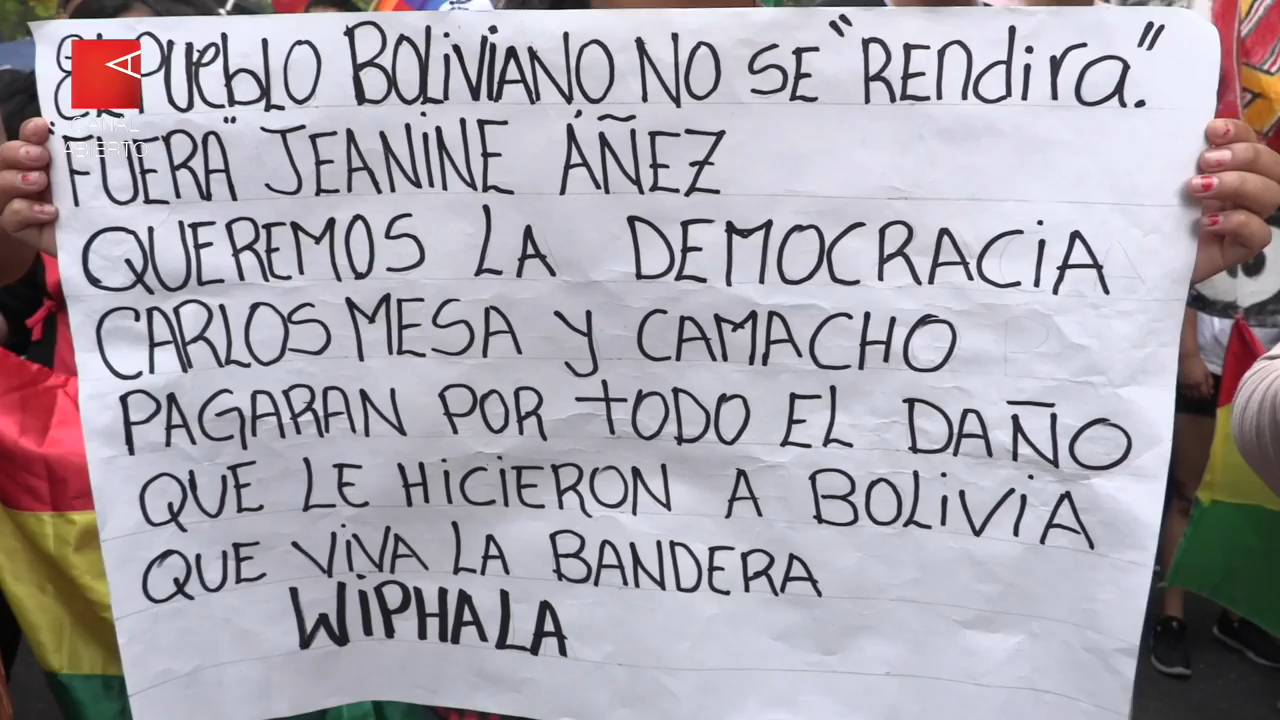 EL PUEBLO BOLIVIANO NO SE "RENDIRA."
"FUERA" JEANINE ÁÑEZ
QUEREMOS LA DEMOCRACIA
CARLOS MESA Y CAMACHO
PAGARAN POR TODO EL DAÑO
QUE LE HICIERON A BOLIVIA
QUE VIVA LA BANDERA
WIPHALA
CANAL
ABIERTO